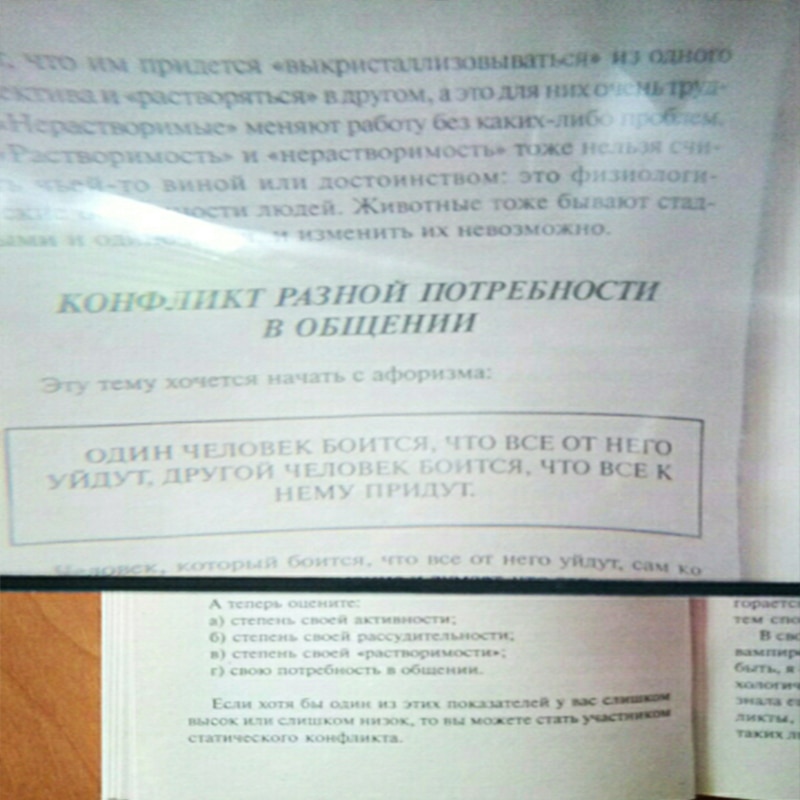 что им придется «выкристаллизовываться» из одного
и «растворяться» в другом, а это для них очень труд-
«Нерастворимые» меняют работу без каких-либо проблем.
«Растворимость» и «нерастворимость» тоже нельзя счи-
чьей-то виной или достоинством: это физиологи-
людей. Животные тоже бывают стад-
ыми и и изменить их невозможно.
КОНФЛИКТ РАЗНОЙ ПОТРЕБНОСТИ
В ОБЩЕНИИ
Эту тему хочется начать с афоризма:
ОДИН ЧЕЛОВЕК БОИТСЯ, ЧТО ВСЕ ОТ НЕГО
УЙДУТ, ДРУГОЙ ЧЕЛОВЕК БОИТСЯ, ЧТО ВСЕ К
НЕМУ ПРИДУТ.
Человек, который боится, что все от него уйдут, сам ко
А теперь оцените:
а) степень своей активности;
б) степень своей рассудительности;
в) степень своей «растворимости»;
г) свою потребность в общении.
Если хотя бы один из этих показателей у вас слишком
высок или слишком низок, то вы можете стать участником
статического конфликта.
горается
тем спо
В сво
вампиро
быть, я
хологич
знала ег
ликты,
таких лю